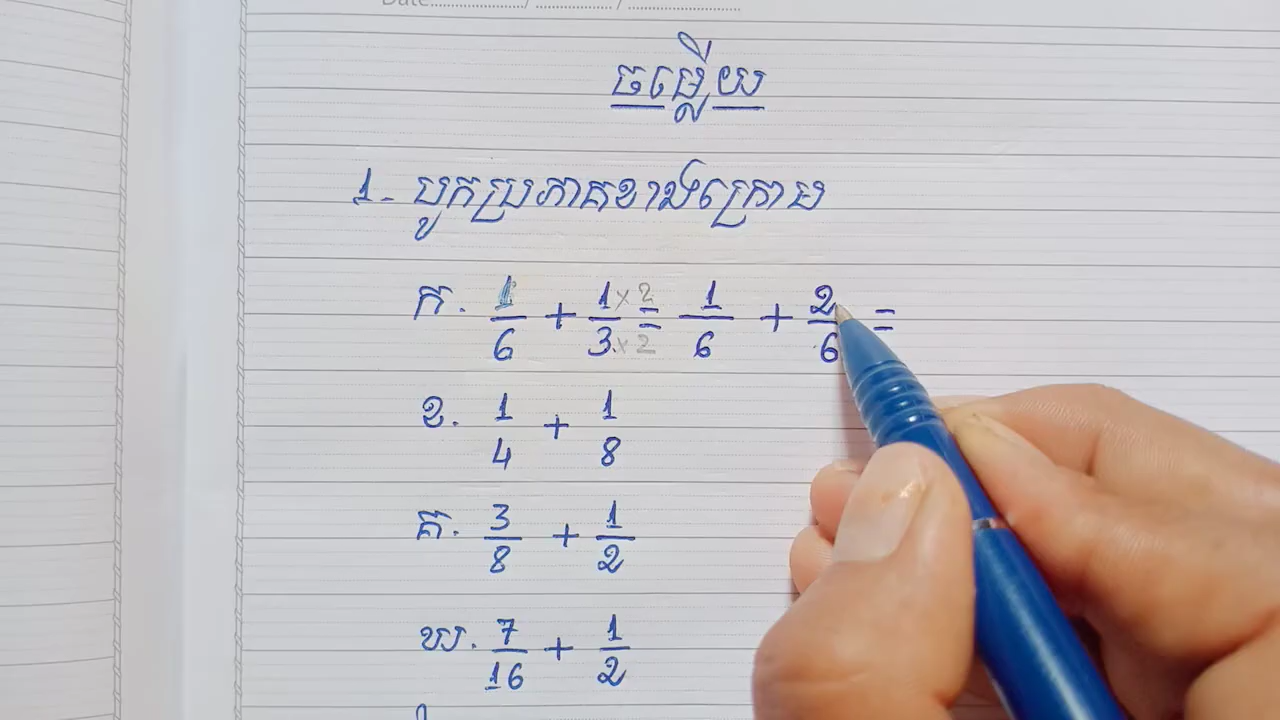 Date:............../............../..............
ចម្លើយ
1- បូកប្រភាគខាងក្រោម
ក. 1/6 + 1×2/3×2 = 1/6 + 2/6 =
ខ. 1/4 + 1/8
គ. 3/8 + 1/2
ឃ. 7/16 + 1/2